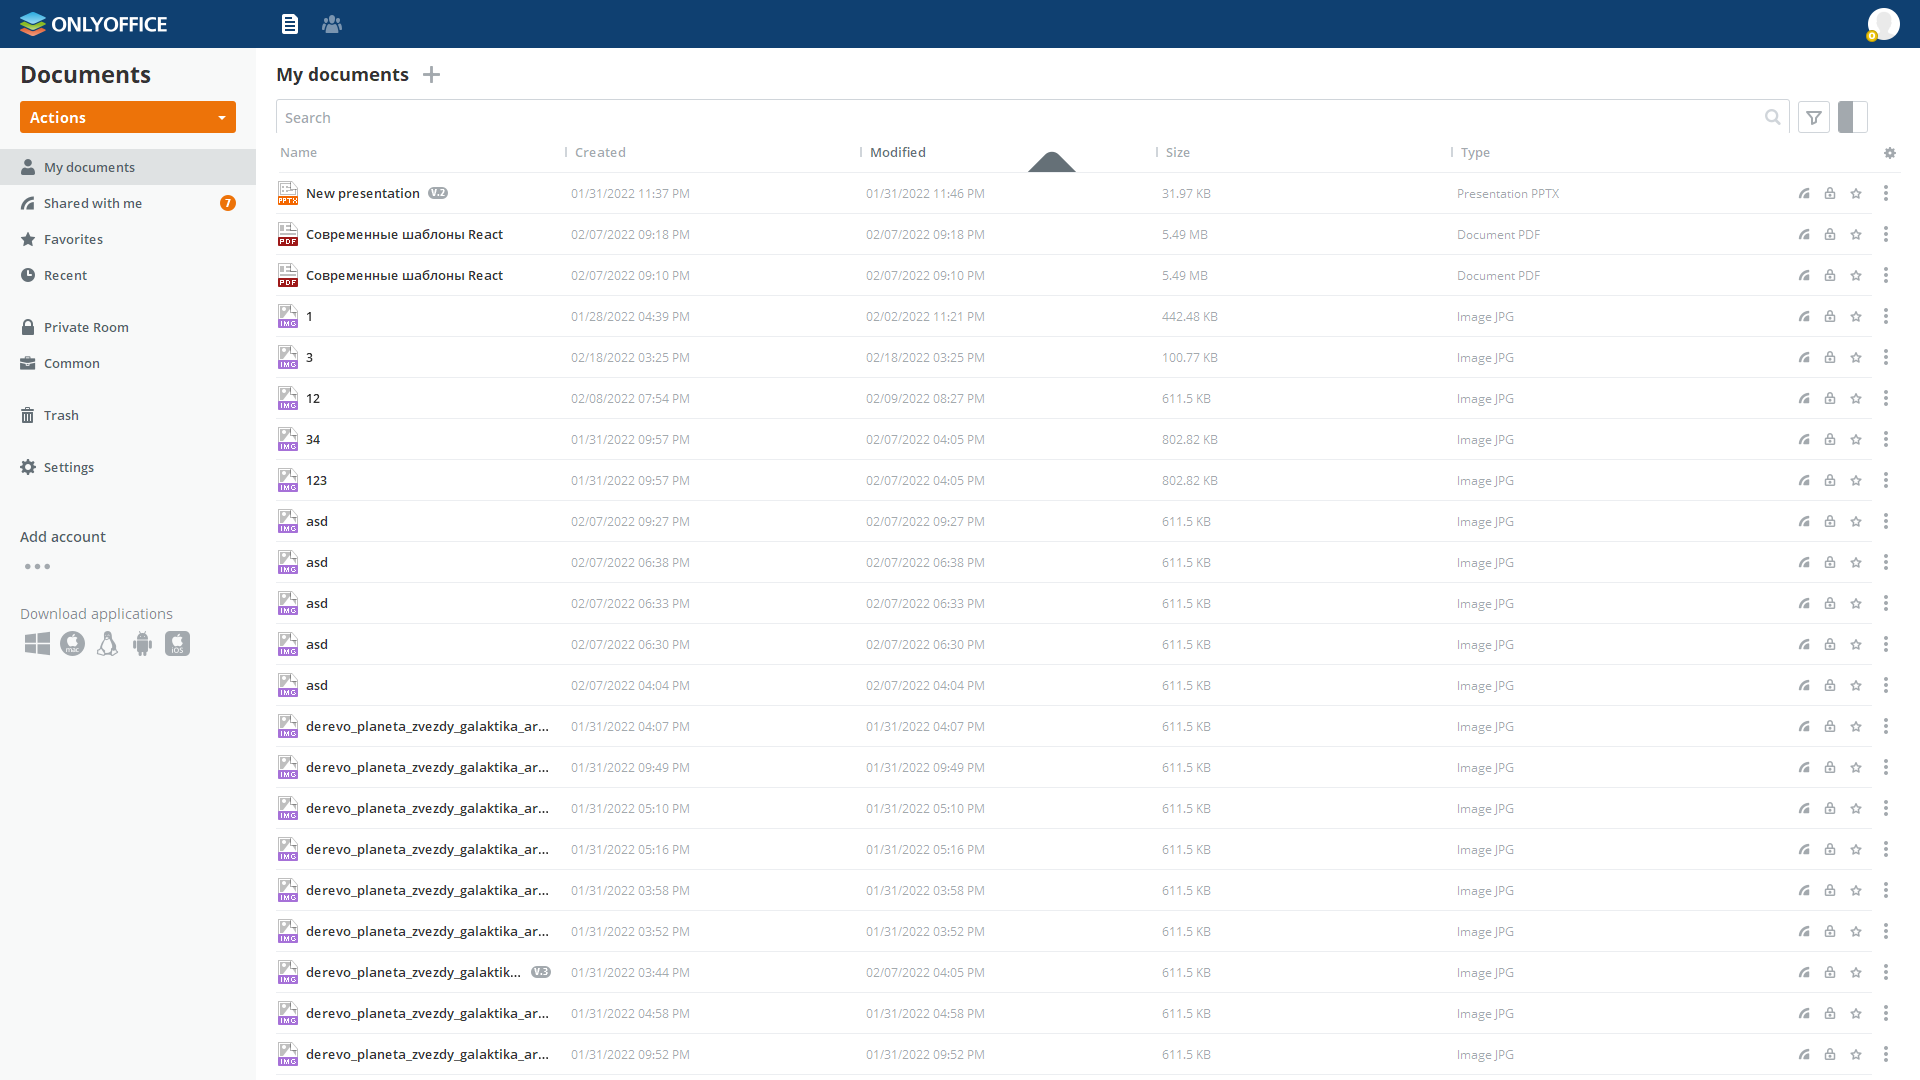 ONLYOFFICE
Documents
Actions
My documents
Shared with me 7
Favorites
Recent
Private Room
Common
Trash
Settings
Add account
Download applications
mac iOS
My documents
Search
Name Created Modified Size Type
New presentation V.2 01/31/2022 11:37 PM 01/31/2022 11:46 PM 31.97 KB Presentation PPTX
Современные шаблоны React 02/07/2022 09:18 PM 02/07/2022 09:18 PM 5.49 MB Document PDF
Современные шаблоны React 02/07/2022 09:10 PM 02/07/2022 09:10 PM 5.49 MB Document PDF
1 01/28/2022 04:39 PM 02/02/2022 11:21 PM 442.48 KB Image JPG
3 02/18/2022 03:25 PM 02/18/2022 03:25 PM 100.77 KB Image JPG
12 02/08/2022 07:54 PM 02/09/2022 08:27 PM 611.5 KB Image JPG
34 01/31/2022 09:57 PM 02/07/2022 04:05 PM 802.82 KB Image JPG
123 01/31/2022 09:57 PM 02/07/2022 04:05 PM 802.82 KB Image JPG
asd 02/07/2022 09:27 PM 02/07/2022 09:27 PM 611.5 KB Image JPG
asd 02/07/2022 06:38 PM 02/07/2022 06:38 PM 611.5 KB Image JPG
asd 02/07/2022 06:33 PM 02/07/2022 06:33 PM 611.5 KB Image JPG
asd 02/07/2022 06:30 PM 02/07/2022 06:30 PM 611.5 KB Image JPG
asd 02/07/2022 04:04 PM 02/07/2022 04:04 PM 611.5 KB Image JPG
derevo_planeta_zvezdy_galaktika_ar... 01/31/2022 04:07 PM 01/31/2022 04:07 PM 611.5 KB Image JPG
derevo_planeta_zvezdy_galaktika_ar... 01/31/2022 09:49 PM 01/31/2022 09:49 PM 611.5 KB Image JPG
derevo_planeta_zvezdy_galaktika_ar... 01/31/2022 05:10 PM 01/31/2022 05:10 PM 611.5 KB Image JPG
derevo_planeta_zvezdy_galaktika_ar... 01/31/2022 05:16 PM 01/31/2022 05:16 PM 611.5 KB Image JPG
derevo_planeta_zvezdy_galaktika_ar... 01/31/2022 03:58 PM 01/31/2022 03:58 PM 611.5 KB Image JPG
derevo_planeta_zvezdy_galaktika_ar... 01/31/2022 03:52 PM 01/31/2022 03:52 PM 611.5 KB Image JPG
derevo_planeta_zvezdy_galaktik... V.3 01/31/2022 03:44 PM 02/07/2022 04:05 PM 611.5 KB Image JPG
derevo_planeta_zvezdy_galaktika_ar... 01/31/2022 04:58 PM 01/31/2022 04:58 PM 611.5 KB Image JPG
derevo_planeta_zvezdy_galaktika_ar... 01/31/2022 09:52 PM 01/31/2022 09:52 PM 611.5 KB Image JPG